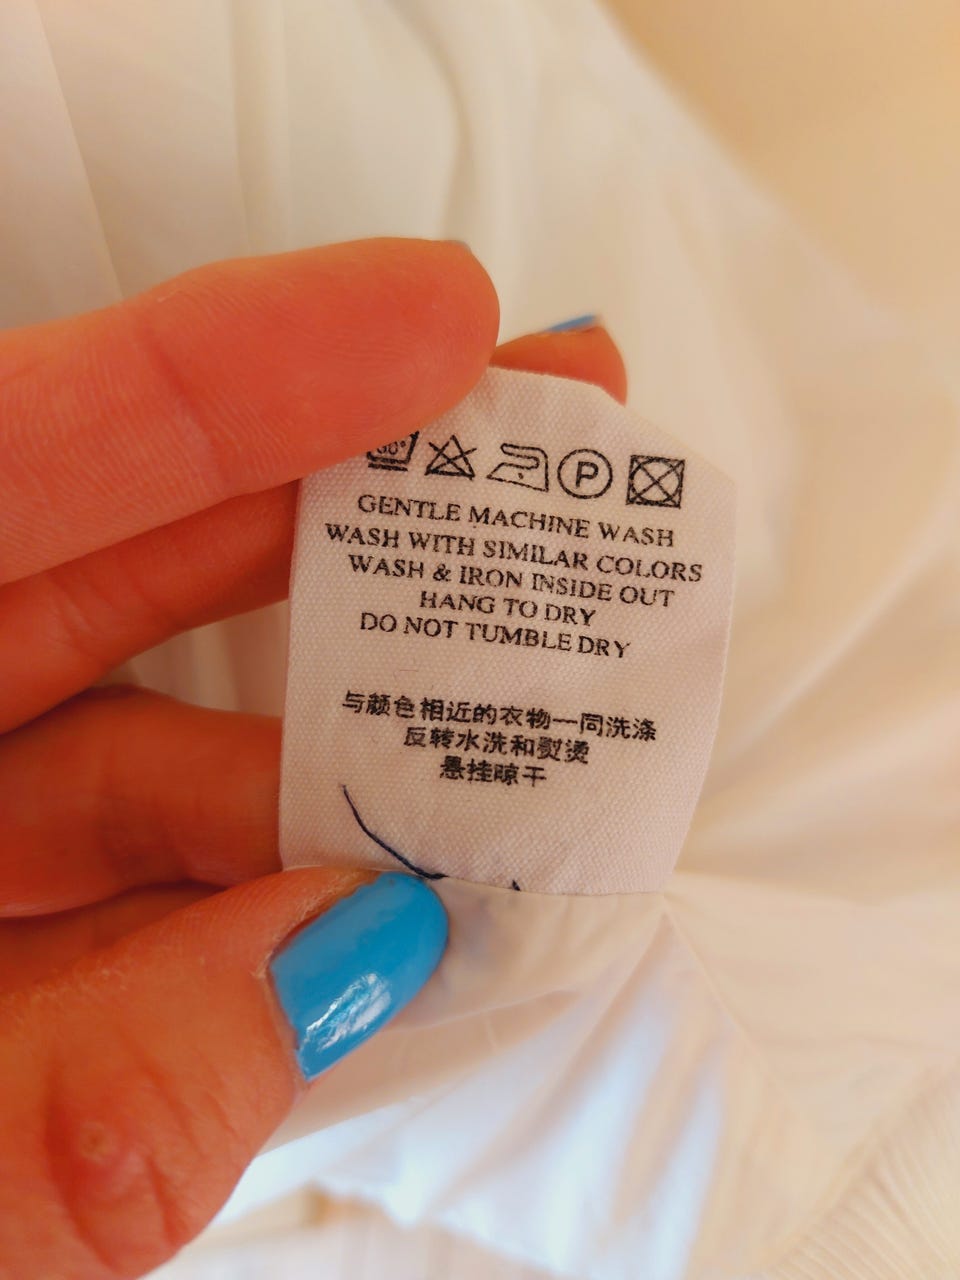 30°
P
GENTLE MACHINE WASH
WASH WITH SIMILAR COLORS
WASH & IRON INSIDE OUT
HANG TO DRY
DO NOT TUMBLE DRY
与颜色相近的衣物一同洗涤
反转水洗和熨烫
悬挂晾干